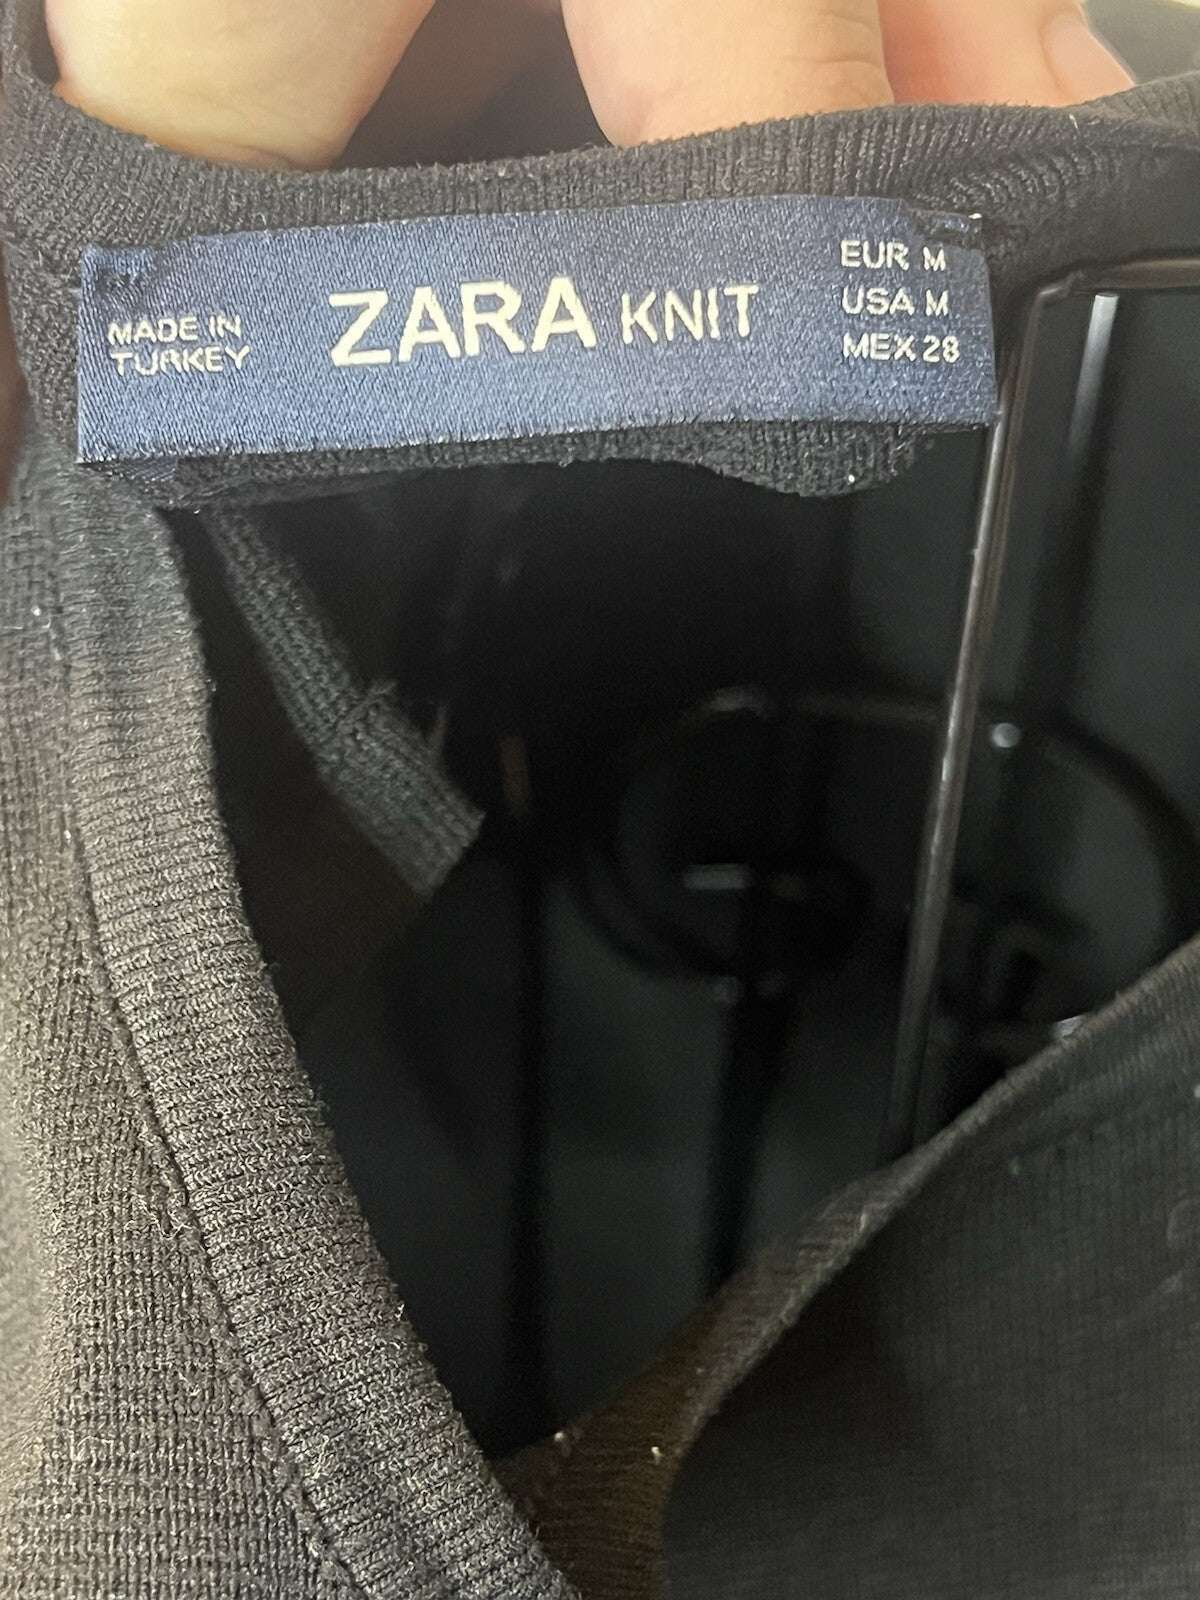 MADE IN
TURKEY
ZARA KNIT
EUR M
USA M
MEX 28